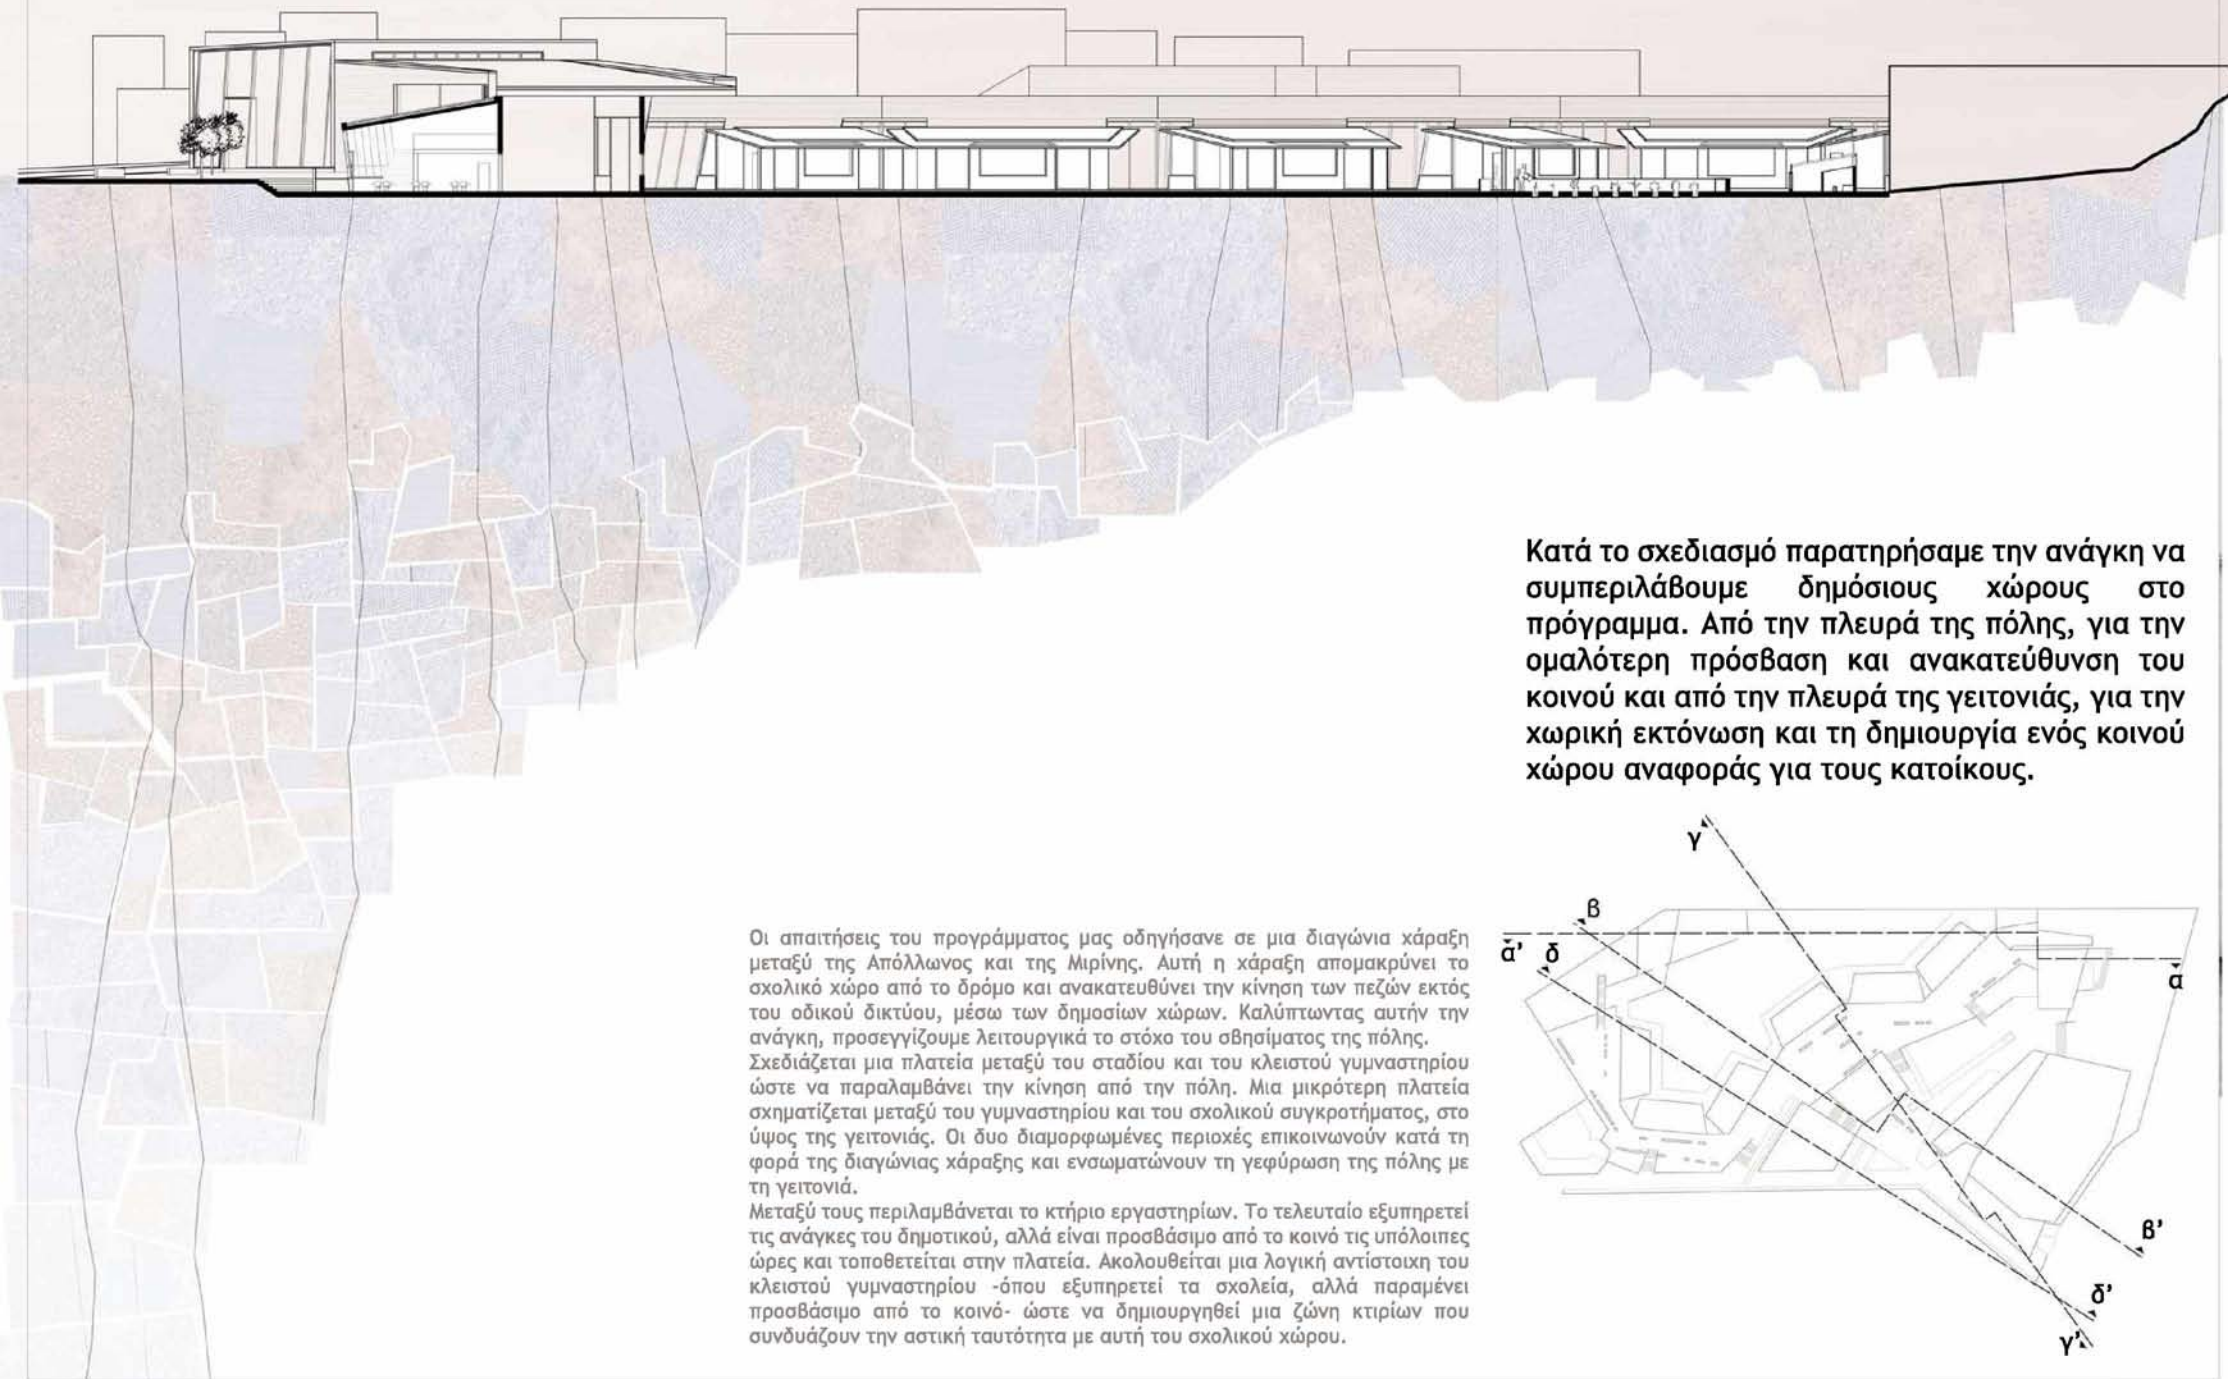 Κατά το σχεδιασμό παρατηρήσαμε την ανάγκη να
συμπεριλάβουμε δημόσιους χώρους στο
πρόγραμμα. Από την πλευρά της πόλης, για την
ομαλότερη πρόσβαση και ανακατεύθυνση του
κοινού και από την πλευρά της γειτονιάς, για την
χωρική εκτόνωση και τη δημιουργία ενός κοινού
χώρου αναφοράς για τους κατοίκους.
Οι απαιτήσεις του προγράμματος μας οδηγήσανε σε μια διαγώνια χάραξη
μεταξύ της Απόλλωνος και της Μιρίνης. Αυτή η χάραξη απομακρύνει το
σχολικό χώρο από το δρόμο και ανακατευθύνει την κίνηση των πεζών εκτός
του οδικού δικτύου, μέσω των δημοσίων χώρων. Καλύπτωντας αυτήν την
ανάγκη, προσεγγίζουμε λειτουργικά το στόχο του σβησίματος της πόλης.
Σχεδιάζεται μια πλατεία μεταξύ του σταδίου και του κλειστού γυμναστηρίου
ώστε να παραλαμβάνει την κίνηση από την πόλη. Μια μικρότερη πλατεία
σχηματίζεται μεταξύ του γυμναστηρίου και του σχολικού συγκροτήματος, στο
ύψος της γειτονιάς. Οι δυο διαμορφωμένες περιοχές επικοινωνούν κατά τη
φορά της διαγώνιας χάραξης και ενσωματώνουν τη γεφύρωση της πόλης με
τη γειτονιά.
Μεταξύ τους περιλαμβάνεται το κτήριο εργαστηρίων. Το τελευταίο εξυπηρετεί
τις ανάγκες του δημοτικού, αλλά είναι προσβάσιμο από το κοινό τις υπόλοιπες
ώρες και τοποθετείται στην πλατεία. Ακολουθείται μια λογική αντίστοιχη του
κλειστού γυμναστηρίου -όπου εξυπηρετεί τα σχολεία, αλλά παραμένει
προσβάσιμο από το κοινό- ώστε να δημιουργηθεί μια ζώνη κτιρίων που
συνδυάζουν την αστική ταυτότητα με αυτή του σχολικού χώρου.
γ
β
α' δ
α
β'
δ'
γ'